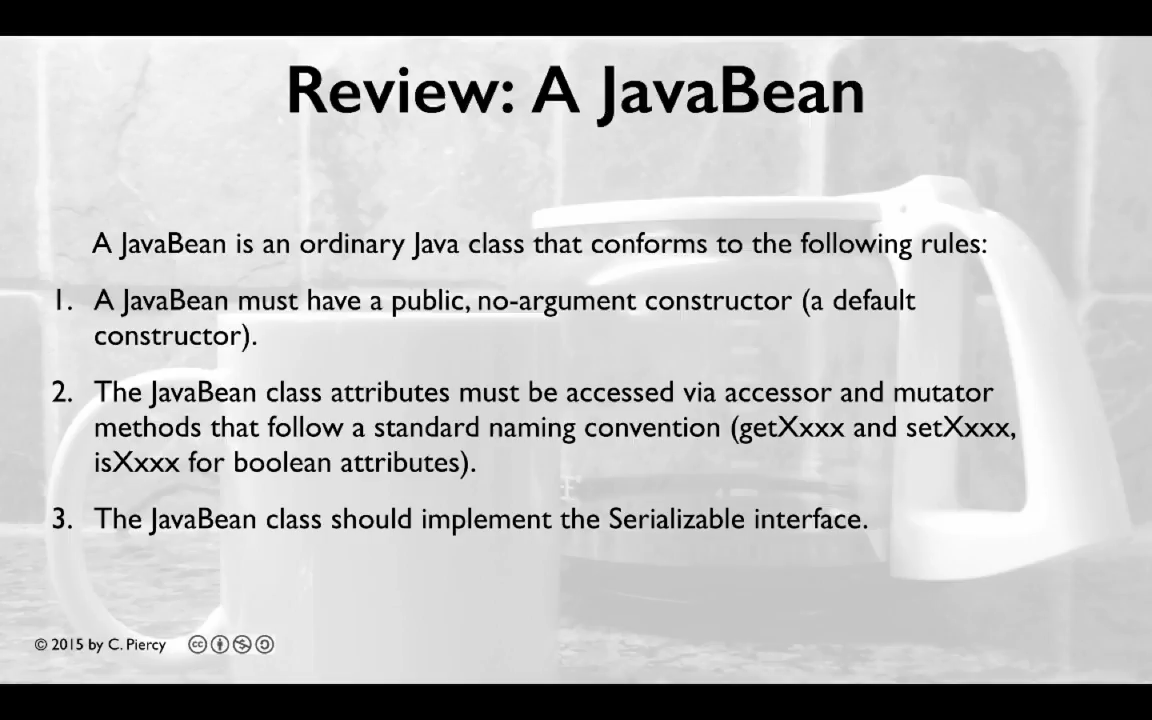 Review: A JavaBean
A JavaBean is an ordinary Java class that conforms to the following rules:
1. A JavaBean must have a public, no-argument constructor (a default
constructor).
2. The JavaBean class attributes must be accessed via accessor and mutator
methods that follow a standard naming convention (getXxxx and setXxxx,
isXxxx for boolean attributes).
3. The JavaBean class should implement the Serializable interface.
© 2015 by C. Piercy cc